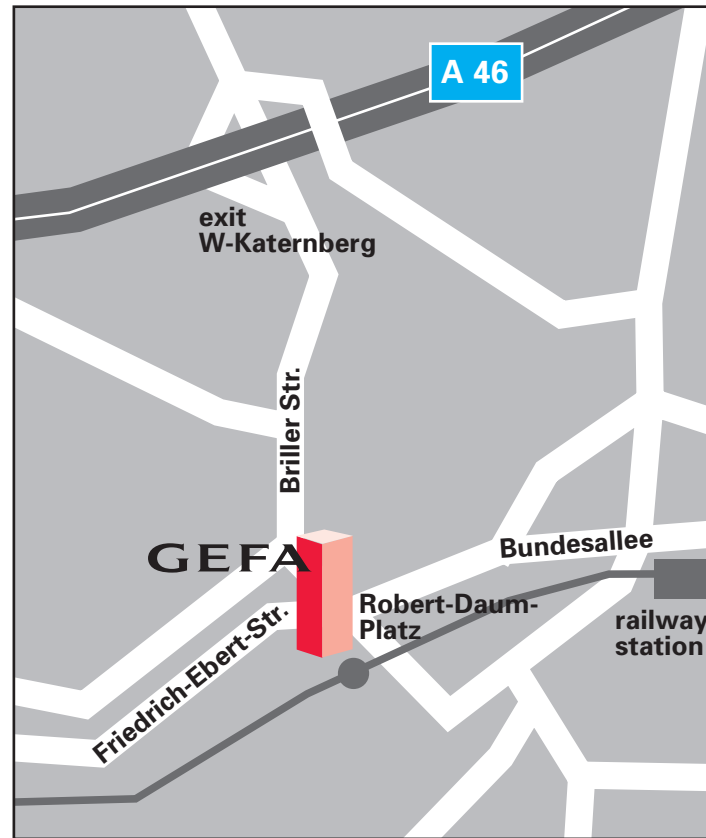 A 46
exit
W-Katernberg
Briller Str.
GEFA
Bundesallee
Robert-Daum-
Platz
railway
station
Friedrich-Ebert-Str.